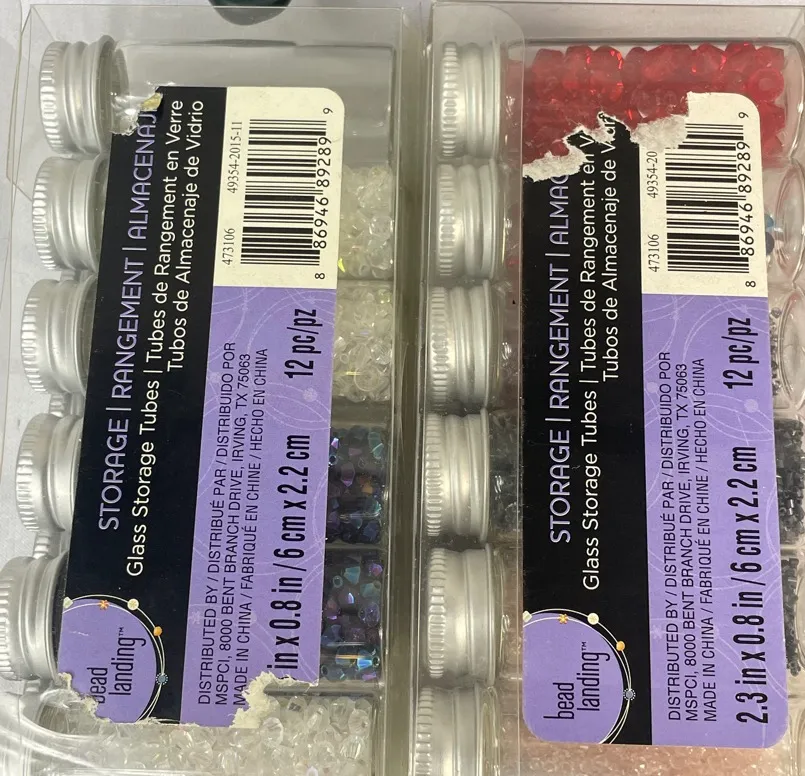 STORAGE | RANGEMENT | ALMACENAJ
Glass Storage Tubes | Tubes de Rangement en Verre
Tubos de Almacenaje de Vidrio
bead
landing™
473106 49354-2015-11
8 86946 89289 9
DISTRIBUTED BY / DISTRIBUÉ PAR / DISTRIBUIDO POR
MSPCI, 8000 BENT BRANCH DRIVE, IRVING, TX 75063
MADE IN CHINA / FABRIQUÉ EN CHINE / HECHO EN CHINA
in x 0.8 in / 6 cm x 2.2 cm 12 pc/pz
STORAGE | RANGEMENT | ALMAC
Glass Storage Tubes | Tubes de Rangement en V
Tubos de Almacenaje de Vidr
bead
landing™
473106 49354-20
8 86946 89289 9
DISTRIBUTED BY / DISTRIBUÉ PAR / DISTRIBUIDO POR
MSPCI, 8000 BENT BRANCH DRIVE, IRVING, TX 75063
MADE IN CHINA / FABRIQUÉ EN CHINE / HECHO EN CHINA
2.3 in x 0.8 in / 6 cm x 2.2 cm 12 pc/pz